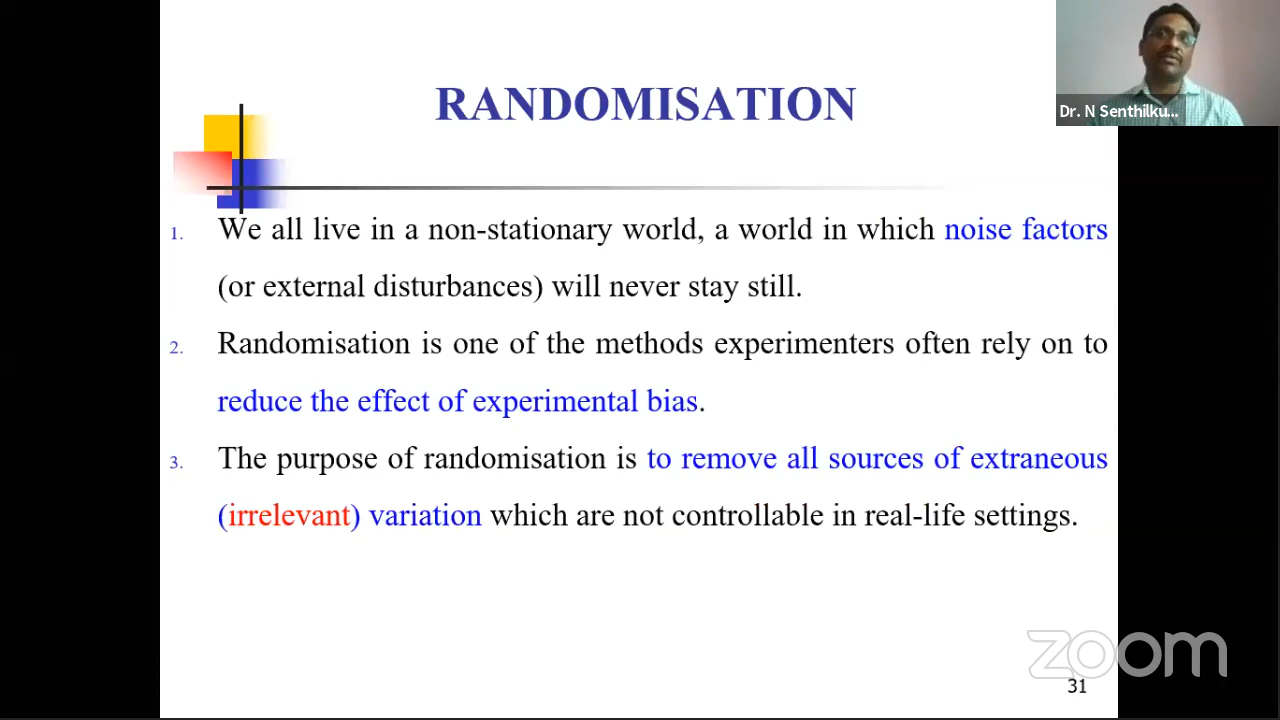 RANDOMISATION
Dr. N Senthilku...
1. We all live in a non-stationary world, a world in which noise factors
(or external disturbances) will never stay still.
2. Randomisation is one of the methods experimenters often rely on to
reduce the effect of experimental bias.
3. The purpose of randomisation is to remove all sources of extraneous
(irrelevant) variation which are not controllable in real-life settings.
zoom
31